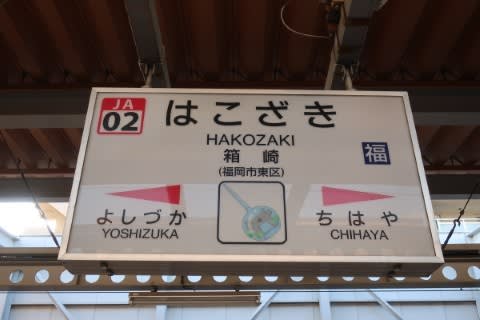 JA
02
はこざき
HAKOZAKI
箱崎
(福岡市東区)
福
よしづか
YOSHIZUKA
ちはや
CHIHAYA